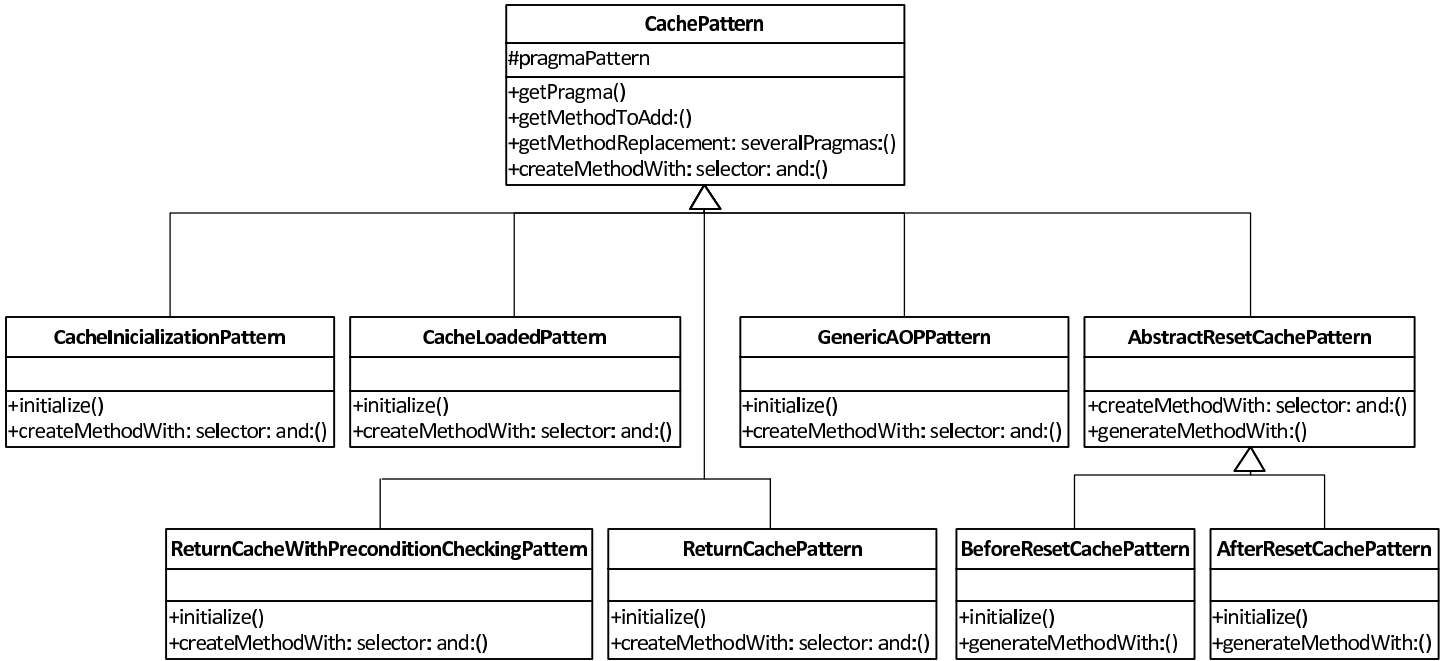 CachePattern
#pragmaPattern
+getPragma()
+getMethodToAdd:()
+getMethodReplacement: severalPragmas:()
+createMethodWith: selector: and:()
CacheInicializationPattern
+initialize()
+createMethodWith: selector: and:()
CacheLoadedPattern
+initialize()
+createMethodWith: selector: and:()
GenericAOPPattern
+initialize()
+createMethodWith: selector: and:()
AbstractResetCachePattern
+createMethodWith: selector: and:()
+generateMethodWith:()
ReturnCacheWithPreconditionCheckingPattern
+initialize()
+createMethodWith: selector: and:()
ReturnCachePattern
+initialize()
+createMethodWith: selector: and:()
BeforeResetCachePattern
+initialize()
+generateMethodWith:()
AfterResetCachePattern
+initialize()
+generateMethodWith:()